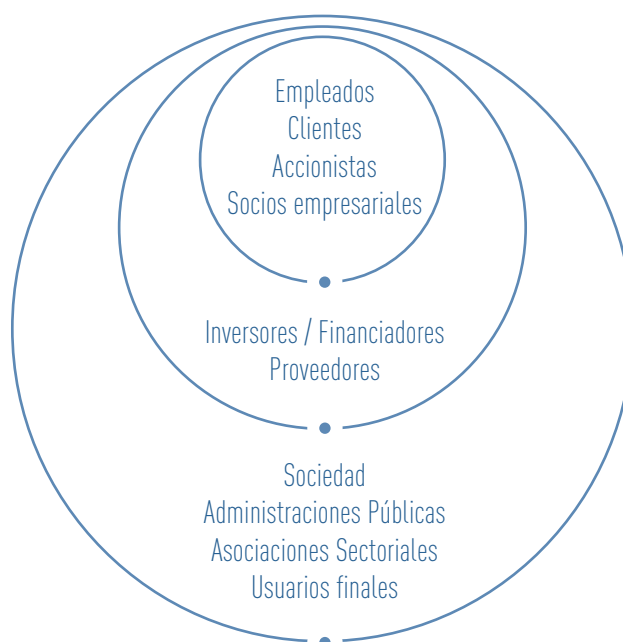 Empleados
Clientes
Accionistas
Socios empresariales
Inversores / Financiadores
Proveedores
Sociedad
Administraciones Públicas
Asociaciones Sectoriales
Usuarios finales